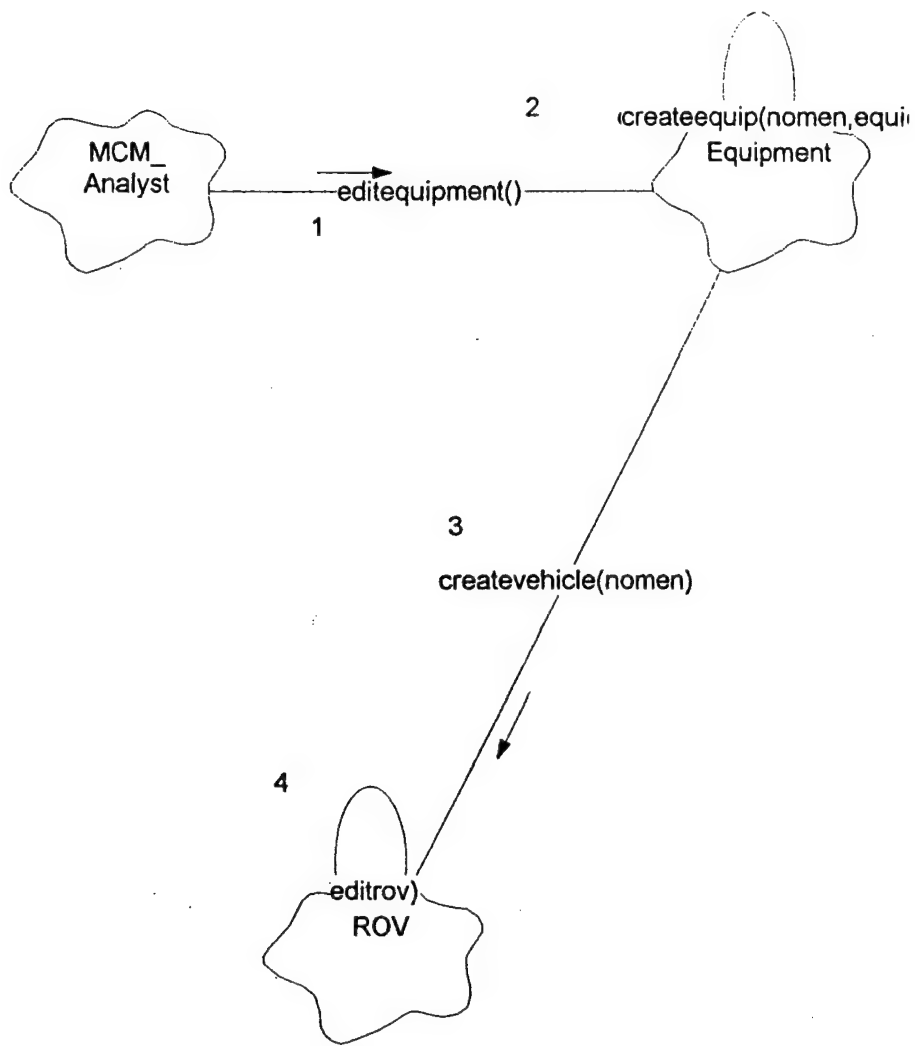 2
createequip(nomen,equi
MCM_
Analyst
Equipment
editequipment()
1
3
createvehicle(nomen)
4
editrov)
ROV